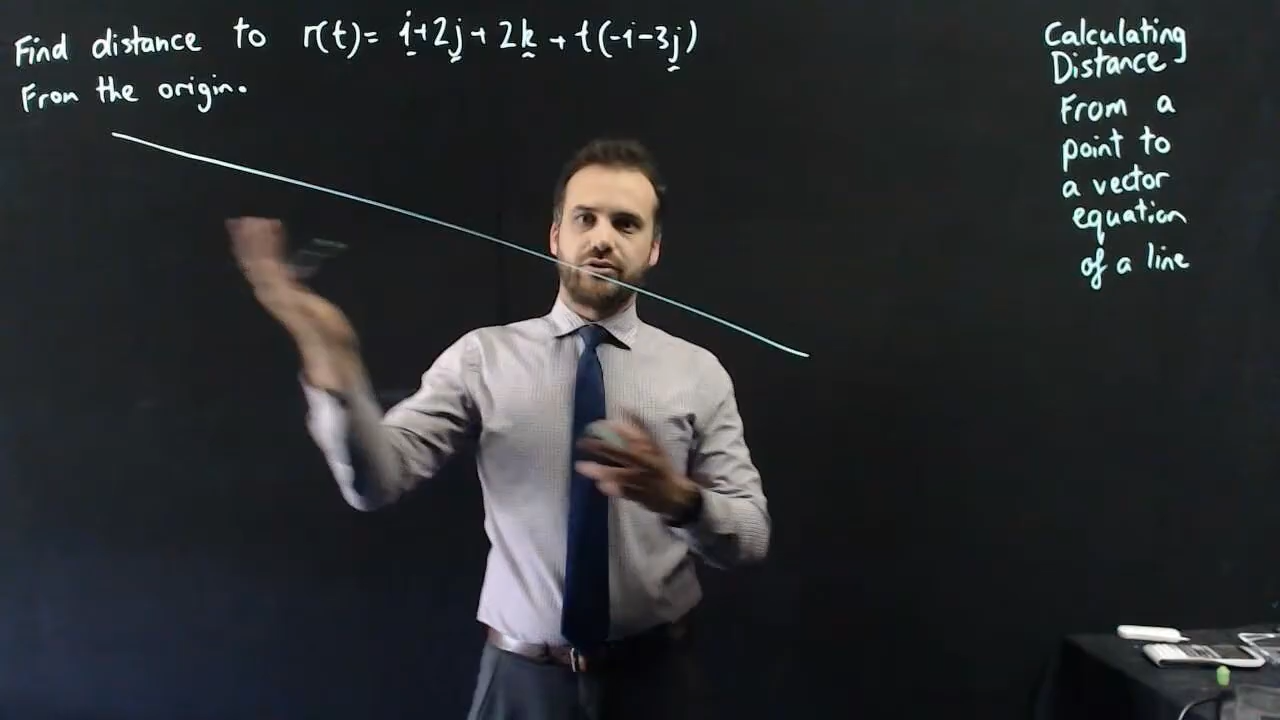 Find distance to r(t)= i+2j+ 2k + t(-i-3j)
From the origin.
Calculating
Distance
From a
point to
a vector
equation
of a line